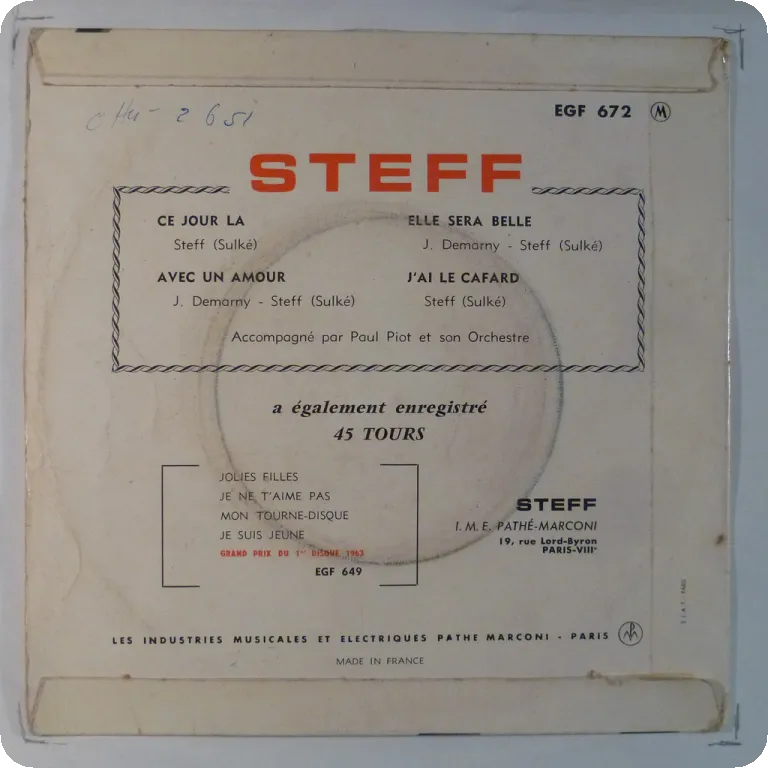 EGF 672 M
STEFF
CE JOUR LA
Steff (Sulké)
AVEC UN AMOUR
J. Demarny - Steff (Sulké)
ELLE SERA BELLE
J. Demarny - Steff (Sulké)
J'AI LE CAFARD
Steff (Sulké)
Accompagné par Paul Piot et son Orchestre
a également enregistré
45 TOURS
JOLIES FILLES
JE NE T'AIME PAS
MON TOURNE-DISQUE
JE SUIS JEUNE
GRAND PRIX DU 1er DISQUE 1963
EGF 649
STEFF
I. M. E. PATHÉ-MARCONI
19, rue Lord-Byron
PARIS-VIIIe
LES INDUSTRIES MUSICALES ET ELECTRIQUES PATHE MARCONI - PARIS
MADE IN FRANCE